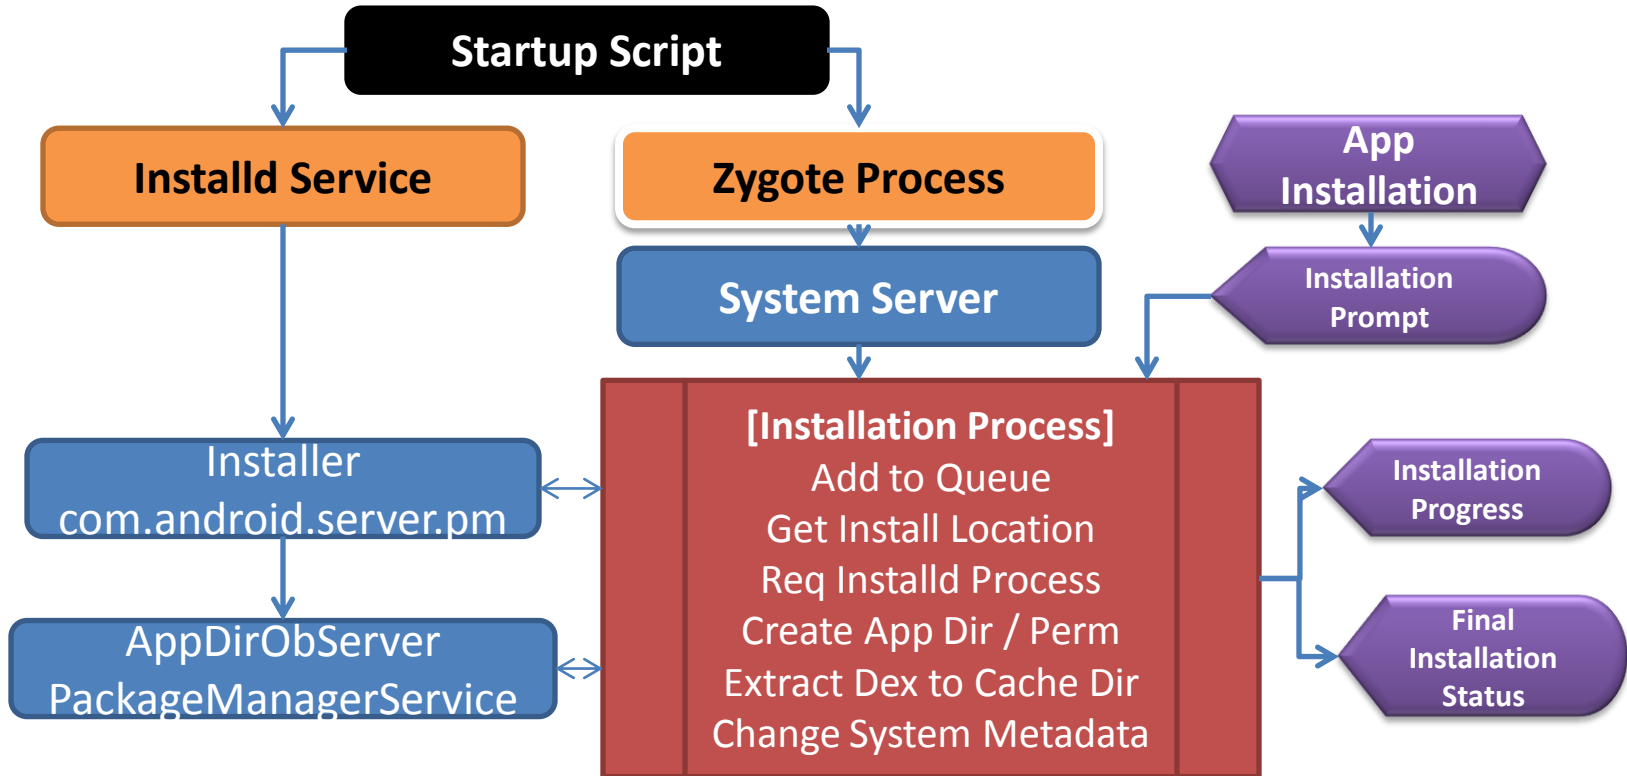 Startup Script
Installd Service
Zygote Process
App
Installation
System Server
Installation
Prompt
Installer
com.android.server.pm
AppDirObServer
PackageManagerService
[Installation Process]
Add to Queue
Get Install Location
Req Installd Process
Create App Dir / Perm
Extract Dex to Cache Dir
Change System Metadata
Installation
Progress
Final
Installation
Status